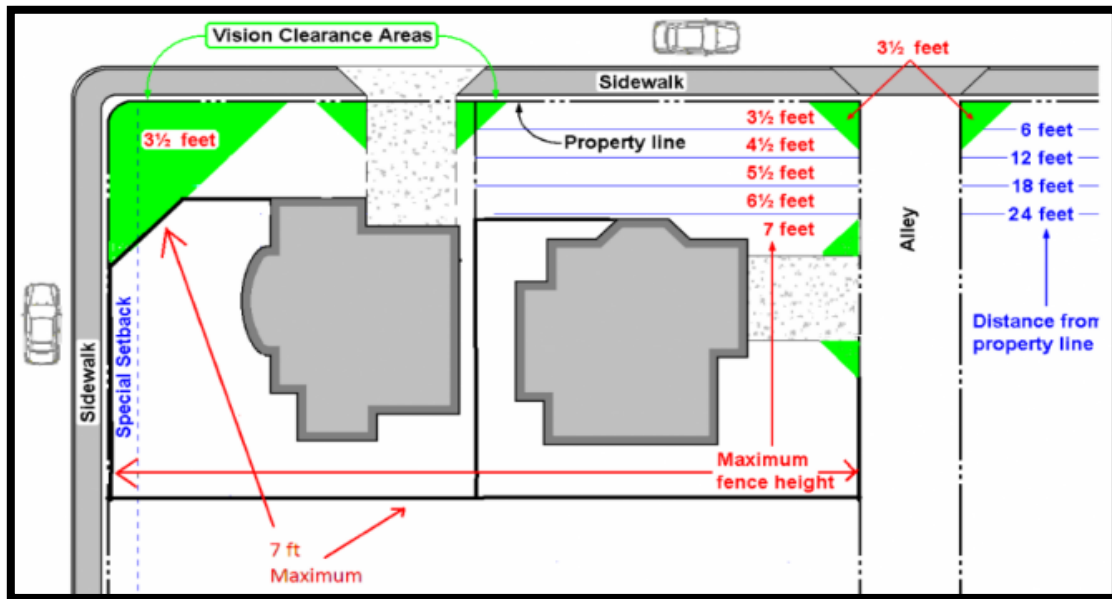 Vision Clearance Areas
3½ feet
Sidewalk
3½ feet
3½ feet
Property line
4½ feet
5½ feet
6½ feet
7 feet
6 feet
12 feet
18 feet
24 feet
Alley
Distance from
property line
Sidewalk
Special Setback
Maximum
fence height
7 ft
Maximum